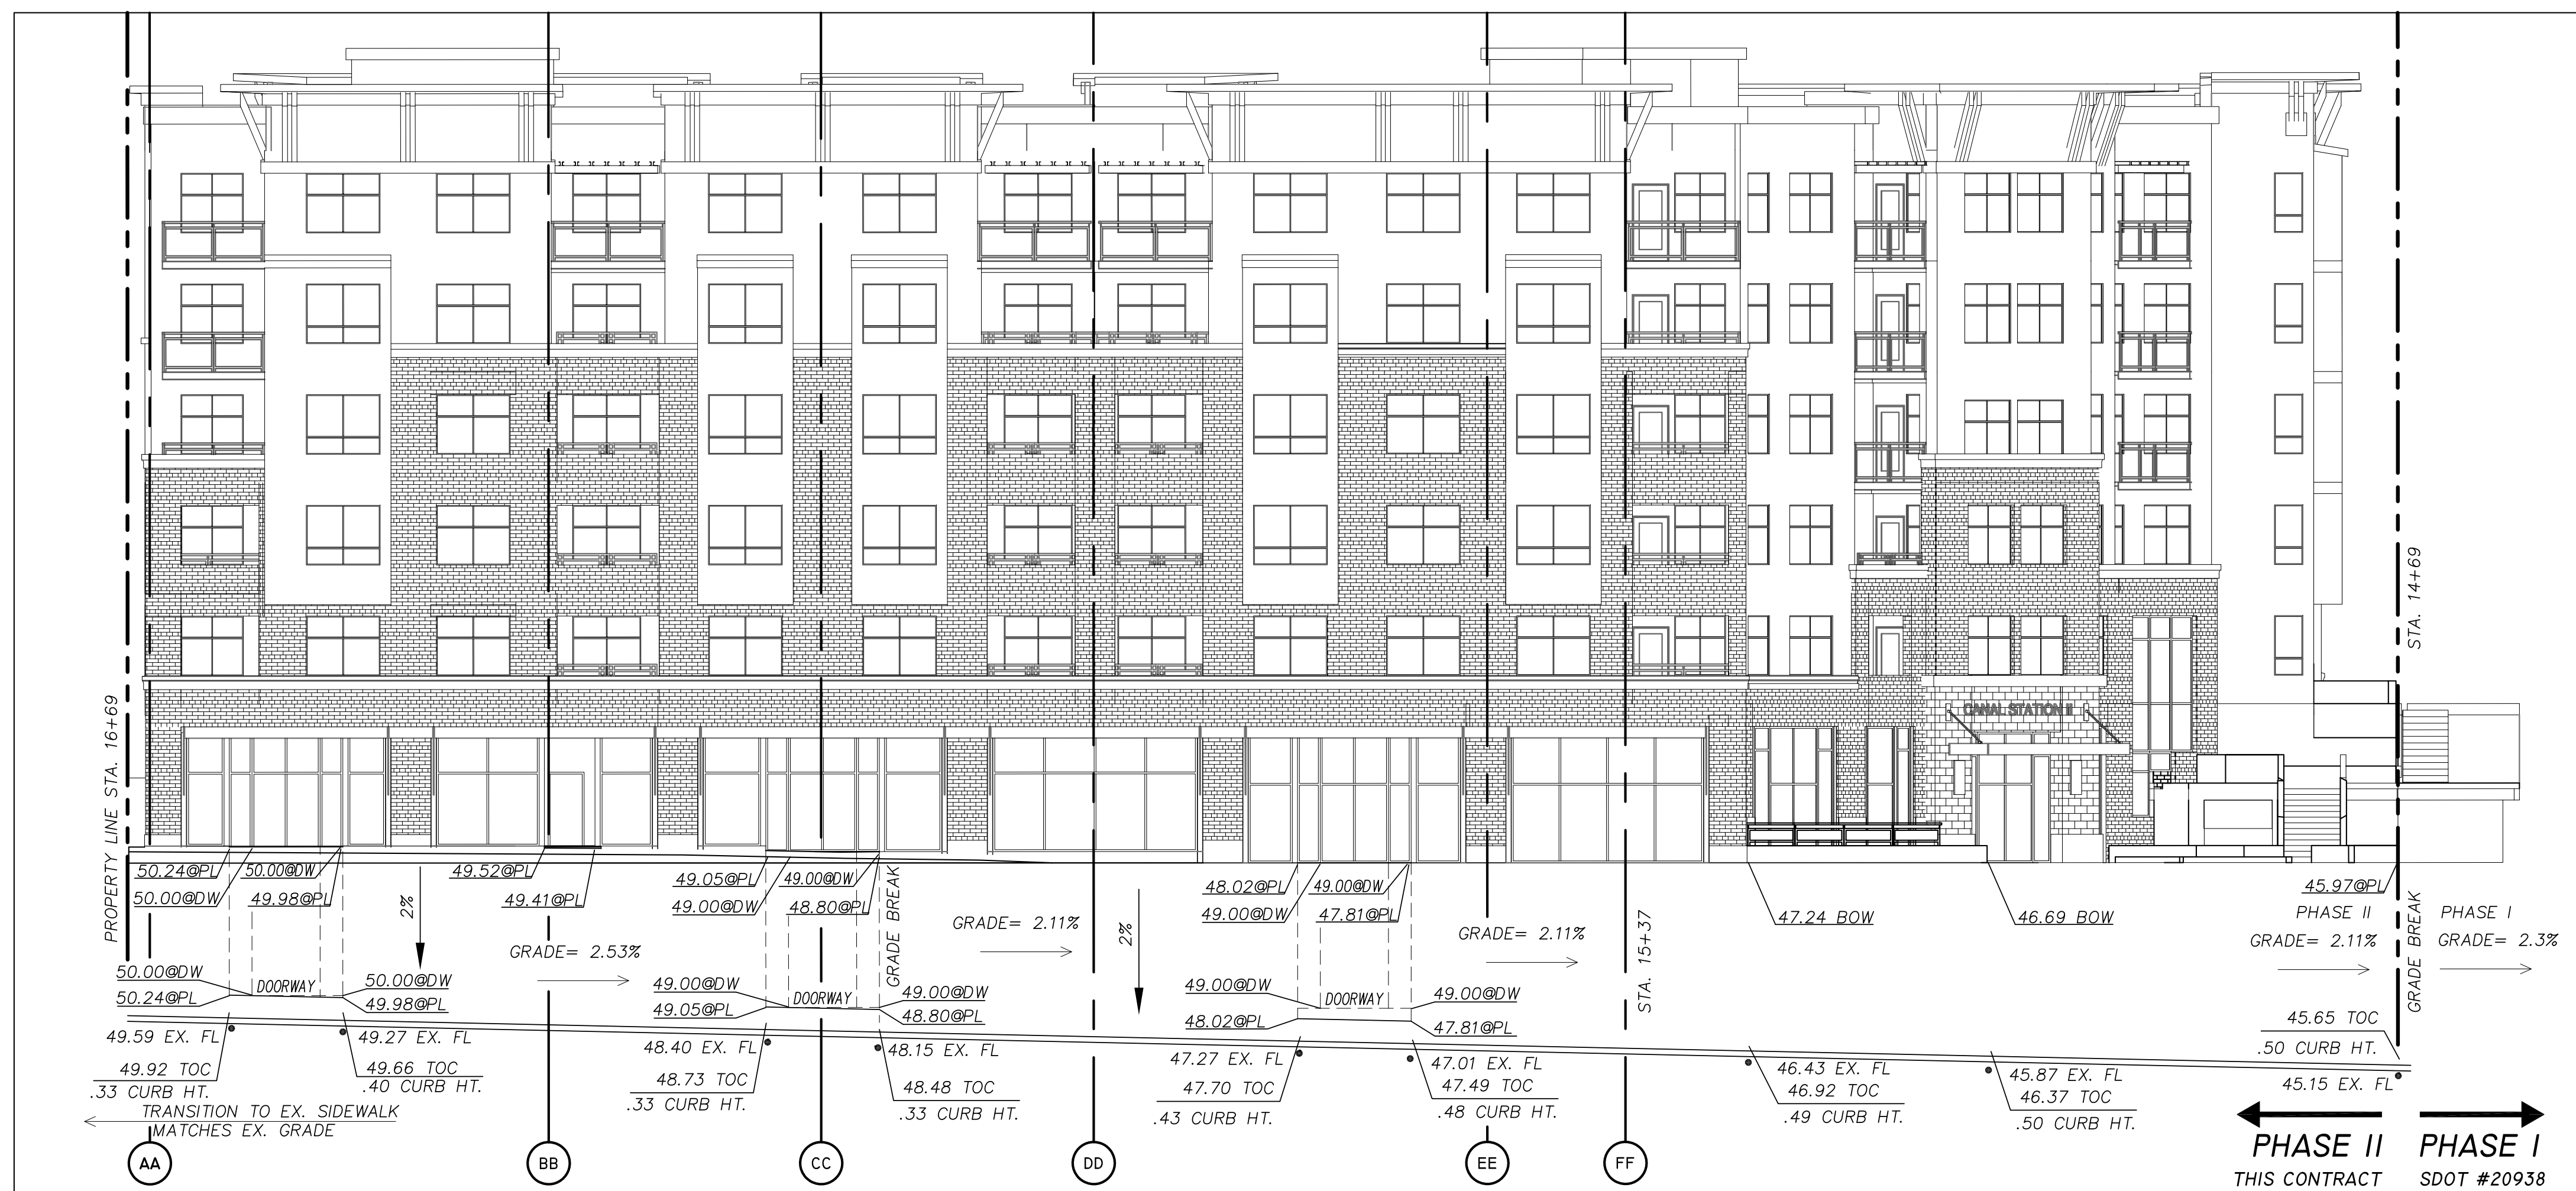 CANAL STATION II
PROPERTY LINE STA. 16+69
STA. 14+69
50.24@PL
50.00@DW
50.00@DW
49.98@PL
2%
49.52@PL
49.41@PL
GRADE= 2.53%
49.05@PL
49.00@DW
49.00@DW
48.80@PL
GRADE BREAK
GRADE= 2.11%
2%
48.02@PL
49.00@DW
49.00@DW
47.81@PL
GRADE= 2.11%
STA. 15+37
47.24 BOW
46.69 BOW
45.97@PL
PHASE II
GRADE= 2.11%
GRADE BREAK
PHASE I
GRADE= 2.3%
50.00@DW
50.24@PL
DOORWAY
50.00@DW
49.98@PL
49.00@DW
49.05@PL
DOORWAY
49.00@DW
48.80@PL
49.00@DW
48.02@PL
DOORWAY
49.00@DW
47.81@PL
49.59 EX. FL
49.92 TOC
.33 CURB HT.
49.27 EX. FL
49.66 TOC
.40 CURB HT.
48.40 EX. FL
48.73 TOC
.33 CURB HT.
48.15 EX. FL
48.48 TOC
.33 CURB HT.
47.27 EX. FL
47.70 TOC
.43 CURB HT.
47.01 EX. FL
47.49 TOC
.48 CURB HT.
46.43 EX. FL
46.92 TOC
.49 CURB HT.
45.87 EX. FL
46.37 TOC
.50 CURB HT.
45.65 TOC
.50 CURB HT.
45.15 EX. FL
TRANSITION TO EX. SIDEWALK
MATCHES EX. GRADE
AA
BB
CC
DD
EE
FF
PHASE II
THIS CONTRACT
PHASE I
SDOT #20938